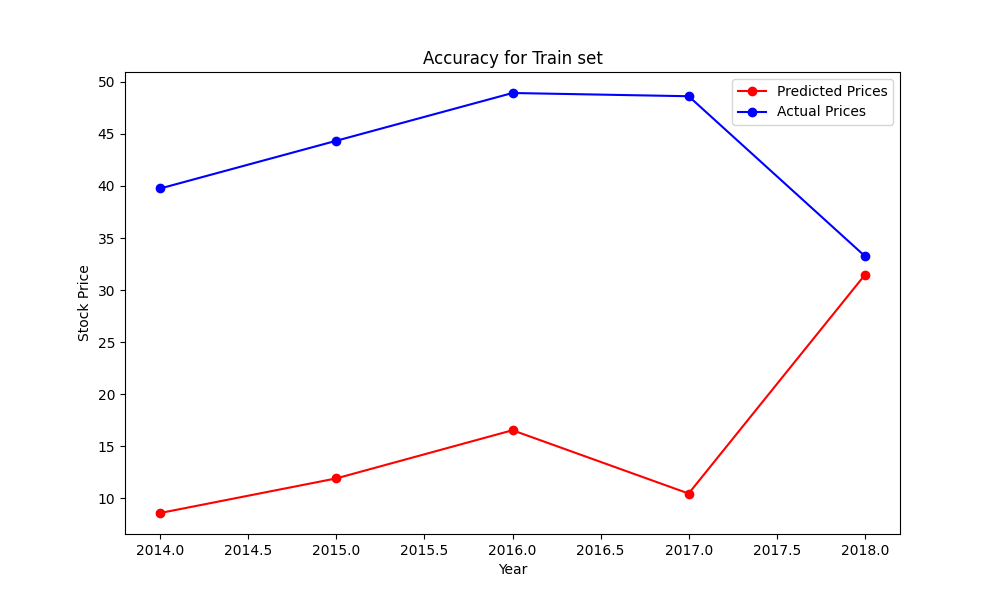 Accuracy for Train set
Predicted Prices
Actual Prices
Stock Price
50
45
40
35
30
25
20
15
10
2014.0 2014.5 2015.0 2015.5 2016.0 2016.5 2017.0 2017.5 2018.0
Year